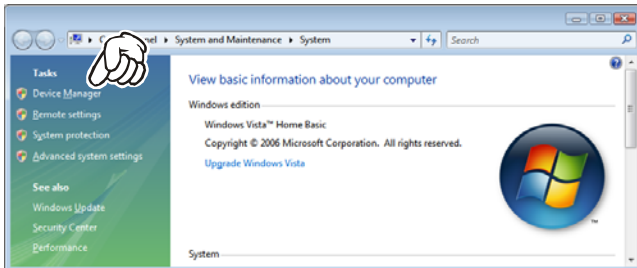 System and Maintenance
System
Search
Tasks
Device Manager
Remote settings
System protection
Advanced system settings
See also
Windows Update
Security Center
Performance
View basic information about your computer
Windows edition
Windows Vista™ Home Basic
Copyright © 2006 Microsoft Corporation. All rights reserved.
Upgrade Windows Vista
TM
System